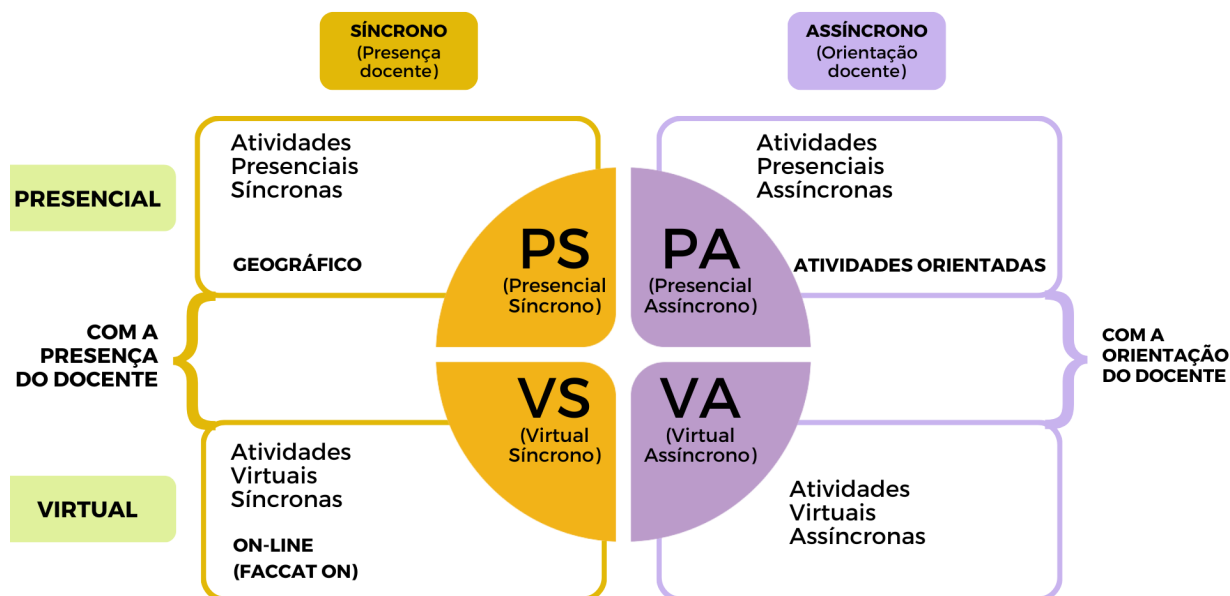 SÍNCRONO
(Presença
docente)
ASSÍNCRONO
(Orientação
docente)
PRESENCIAL
Atividades
Presenciais
Síncronas
GEOGRÁFICO
PS
(Presencial
Síncrono)
PA
(Presencial
Assíncrono)
Atividades
Presenciais
Assíncronas
ATIVIDADES ORIENTADAS
COM A
PRESENÇA
DO DOCENTE
COM A
ORIENTAÇÃO
DO DOCENTE
VIRTUAL
Atividades
Virtuais
Síncronas
ON-LINE
(FACCAT ON)
VS
(Virtual
Síncrono)
VA
(Virtual
Assíncrono)
Atividades
Virtuais
Assíncronas